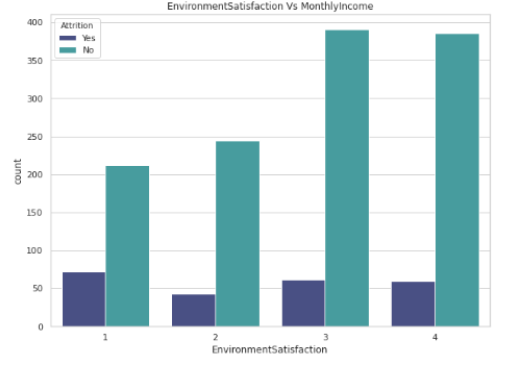 EnvironmentSatisfaction Vs MonthlyIncome
Attrition
Yes
No
400
350
300
250
200
150
100
50
0
count
1 2 3 4
EnvironmentSatisfaction